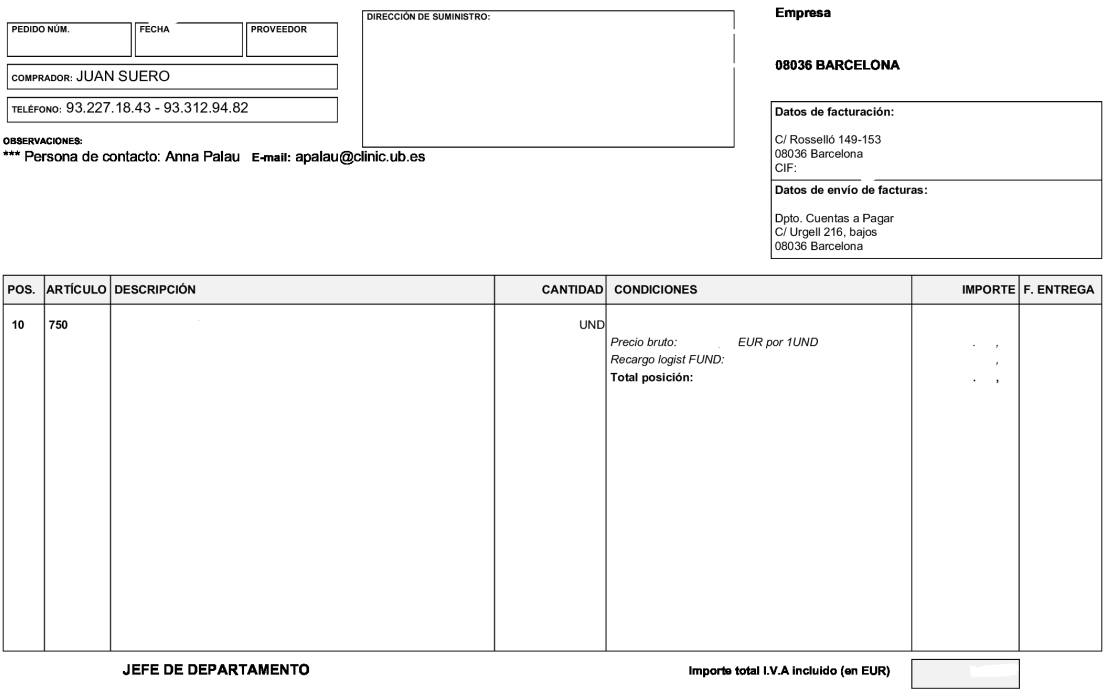 PEDIDO NÚM.
FECHA
PROVEEDOR
COMPRADOR: JUAN SUERO
TELÉFONO: 93.227.18.43 - 93.312.94.82
OBSERVACIONES:
*** Persona de contacto: Anna Palau E-mail: apalau@clinic.ub.es
DIRECCIÓN DE SUMINISTRO:
Empresa
08036 BARCELONA
Datos de facturación:
C/ Rosselló 149-153
08036 Barcelona
CIF:
Datos de envío de facturas:
Dpto. Cuentas a Pagar
C/ Urgell 216, bajos
08036 Barcelona
POS. ARTÍCULO DESCRIPCIÓN CANTIDAD CONDICIONES IMPORTE F. ENTREGA
10 750 UND
Precio bruto: EUR por 1UND . ,
Recargo logist FUND: ,
Total posición: . ,
JEFE DE DEPARTAMENTO
Importe total I.V.A incluido (en EUR)